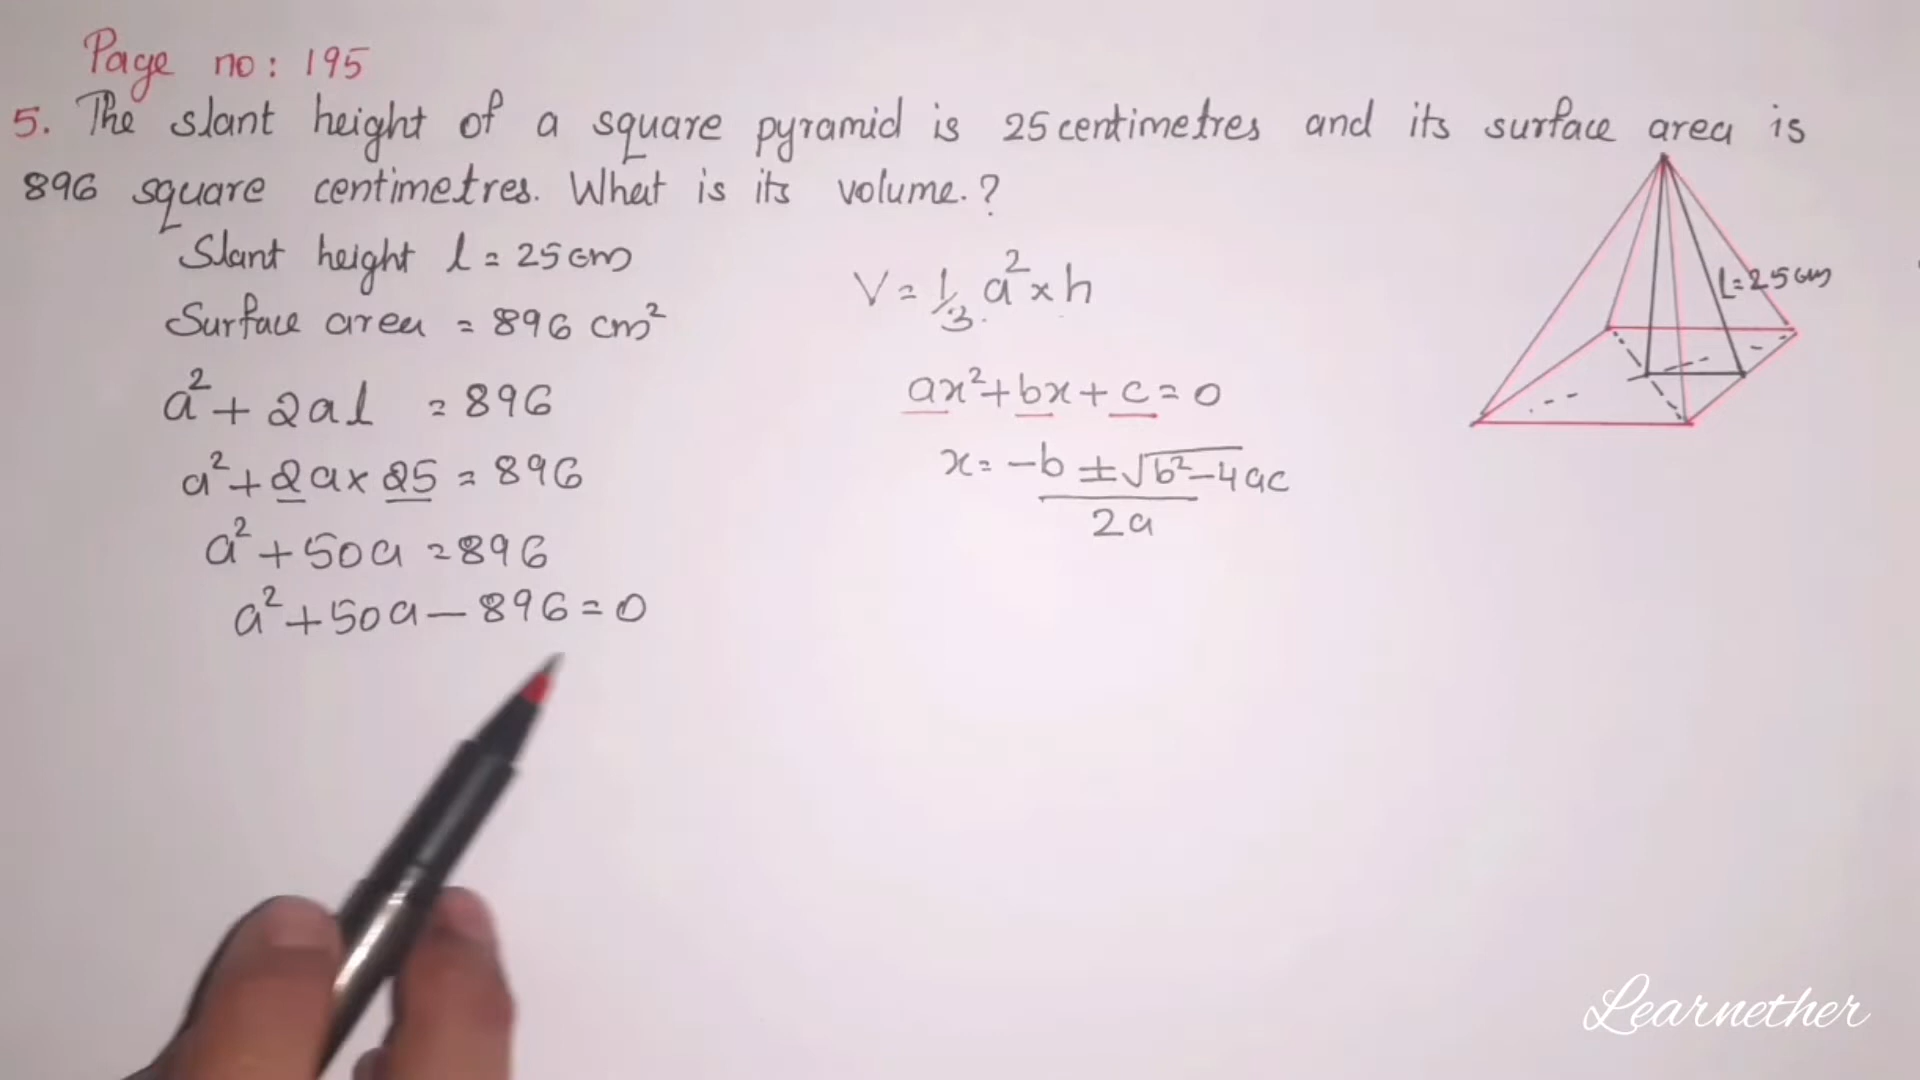 Page no: 195
5. The slant height of a square pyramid is 25 centimetres and its surface area is
896 square centimetres. What is its volume.?
Slant height l = 25 cm
Surface area = 896 cm²
a² + 2al = 896
a² + 2a × 25 = 896
a² + 50a = 896
a² + 50a − 896 = 0
V = 1/3 a² × h
ax² + bx + c = 0
x = −b ± √b² − 4ac
2a
l = 25 cm
Learnether